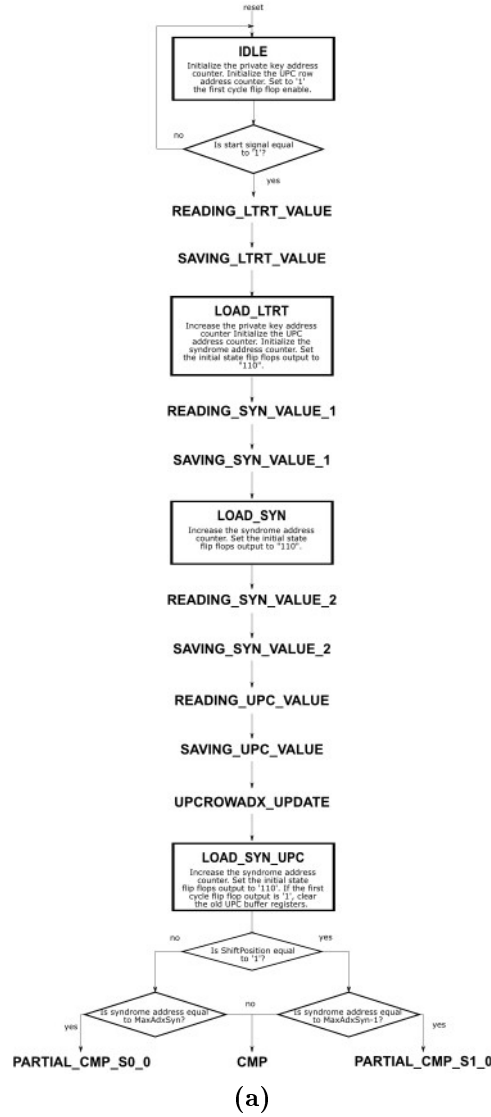 reset
IDLE
Initialize the private key address
counter. Initialize the UPC row
address counter. Set to '1'
the first cycle flip flop enable.
no
Is start signal equal
to '1'?
yes
READING_LTRT_VALUE
SAVING_LTRT_VALUE
LOAD_LTRT
Increase the private key address
counter Initialize the UPC
address counter. Initialize the
syndrome address counter. Set
the initial state flip flops output to
"110".
READING_SYN_VALUE_1
SAVING_SYN_VALUE_1
LOAD_SYN
Increase the syndrome address
counter. Set the initial state
flip flops output to "110".
READING_SYN_VALUE_2
SAVING_SYN_VALUE_2
READING_UPC_VALUE
SAVING_UPC_VALUE
UPCROWADX_UPDATE
LOAD_SYN_UPC
Increase the syndrome address
counter. Set the initial state
flip flops output to '110'. If the first
cycle flip flop output is '1', clear
the old UPC buffer registers.
no
yes
Is ShiftPosition equal
to '1'?
Is syndrome address equal
to MaxAdxSyn?
no
Is syndrome address equal
to MaxAdxSyn-1?
yes
yes
PARTIAL_CMP_S0_0
CMP
PARTIAL_CMP_S1_0
(a)